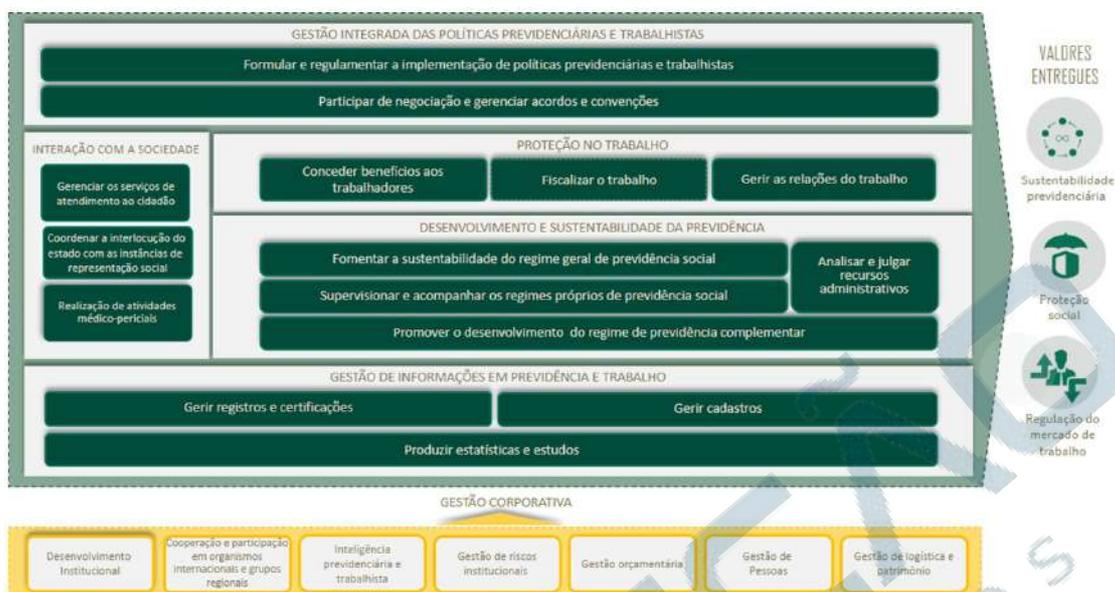 GESTÃO INTEGRADA DAS POLÍTICAS PREVIDENCIÁRIAS E TRABALHISTAS
Formular e regulamentar a implementação de políticas previdenciárias e trabalhistas
Participar de negociação e gerenciar acordos e convenções
INTERAÇÃO COM A SOCIEDADE
Gerenciar os serviços de
atendimento ao cidadão
Coordenar a interlocução do
estado com as instâncias de
representação social
Realização de atividades
médico-periciais
PROTEÇÃO NO TRABALHO
Conceder benefícios aos
trabalhadores
Fiscalizar o trabalho
Gerir as relações do trabalho
DESENVOLVIMENTO E SUSTENTABILIDADE DA PREVIDÊNCIA
Fomentar a sustentabilidade do regime geral de previdência social
Supervisionar e acompanhar os regimes próprios de previdência social
Analisar e julgar
recursos
administrativos
Promover o desenvolvimento do regime de previdência complementar
GESTÃO DE INFORMAÇÕES EM PREVIDÊNCIA E TRABALHO
Gerir registros e certificações
Gerir cadastros
Produzir estatísticas e estudos
VALORES
ENTREGUES
Sustentabilidade
previdenciária
Proteção
social
Regulação do
mercado de
trabalho
GESTÃO CORPORATIVA
Desenvolvimento
Institucional
Cooperação e participação
em organismos
internacionais e grupos
regionais
Inteligência
previdenciária e
trabalhista
Gestão de riscos
institucionais
Gestão orçamentária
Gestão de
Pessoas
Gestão de logística e
patrimônio